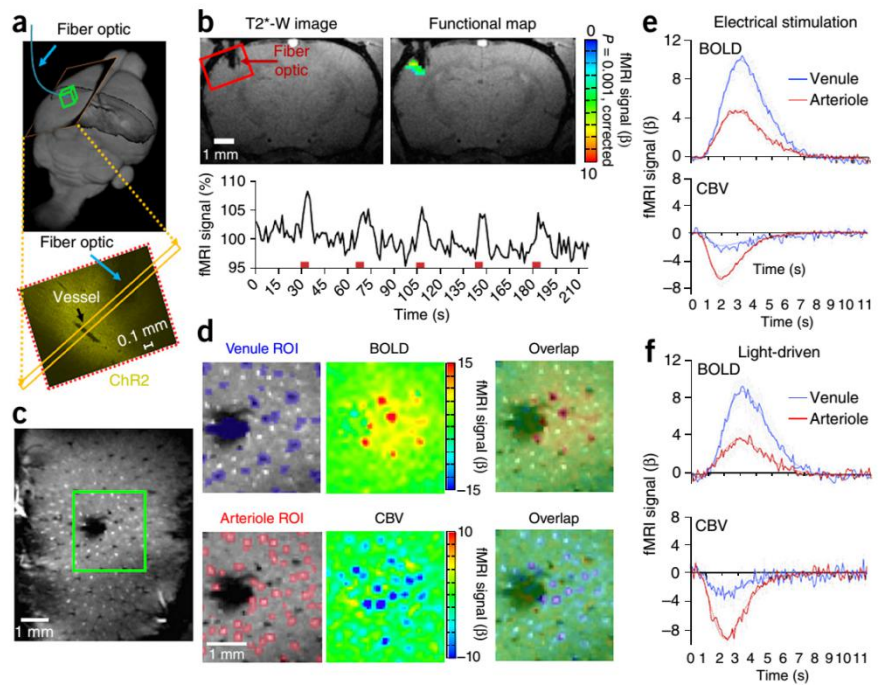 a
Fiber optic
Fiber optic
Vessel
0.1 mm
ChR2
b
T2*-W image
Functional map
Fiber
optic
1 mm
0
10
fMRI signal (β)
P = 0.001, corrected
fMRI signal (%)
110
105
100
95
0 15 30 45 60 75 90 105 120 135 150 165 180 195 210
Time (s)
c
1 mm
d
Venule ROI
BOLD
Overlap
15
−15
fMRI signal (β)
Arteriole ROI
CBV
Overlap
10
−10
fMRI signal (β)
1 mm
e
Electrical stimulation
BOLD
Venule
Arteriole
12
8
4
0
fMRI signal (β)
CBV
4
0
−4
−8
Time (s)
0 1 2 3 4 5 6 7 8 9 10 11
f
Light-driven
BOLD
Venule
Arteriole
12
8
4
0
fMRI signal (β)
CBV
4
0
−4
−8
0 1 2 3 4 5 6 7 8 9 10 11
Time (s)